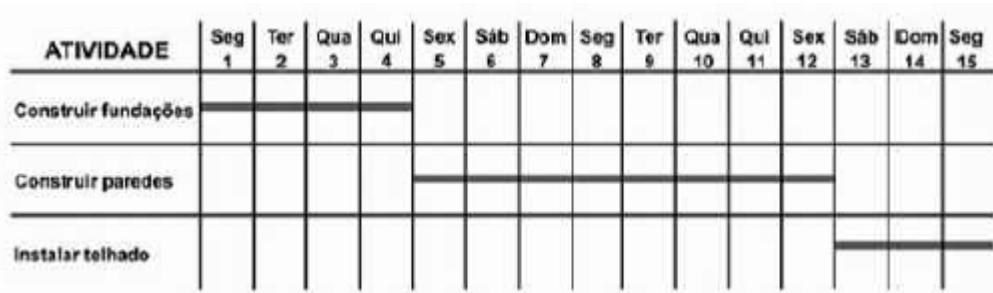 ATIVIDADE Seg Ter Qua Qui Sex Sáb Dom Seg Ter Qua Qui Sex Sáb Dom Seg
1 2 3 4 5 6 7 8 9 10 11 12 13 14 15
Construir fundações
Construir paredes
Instalar telhado